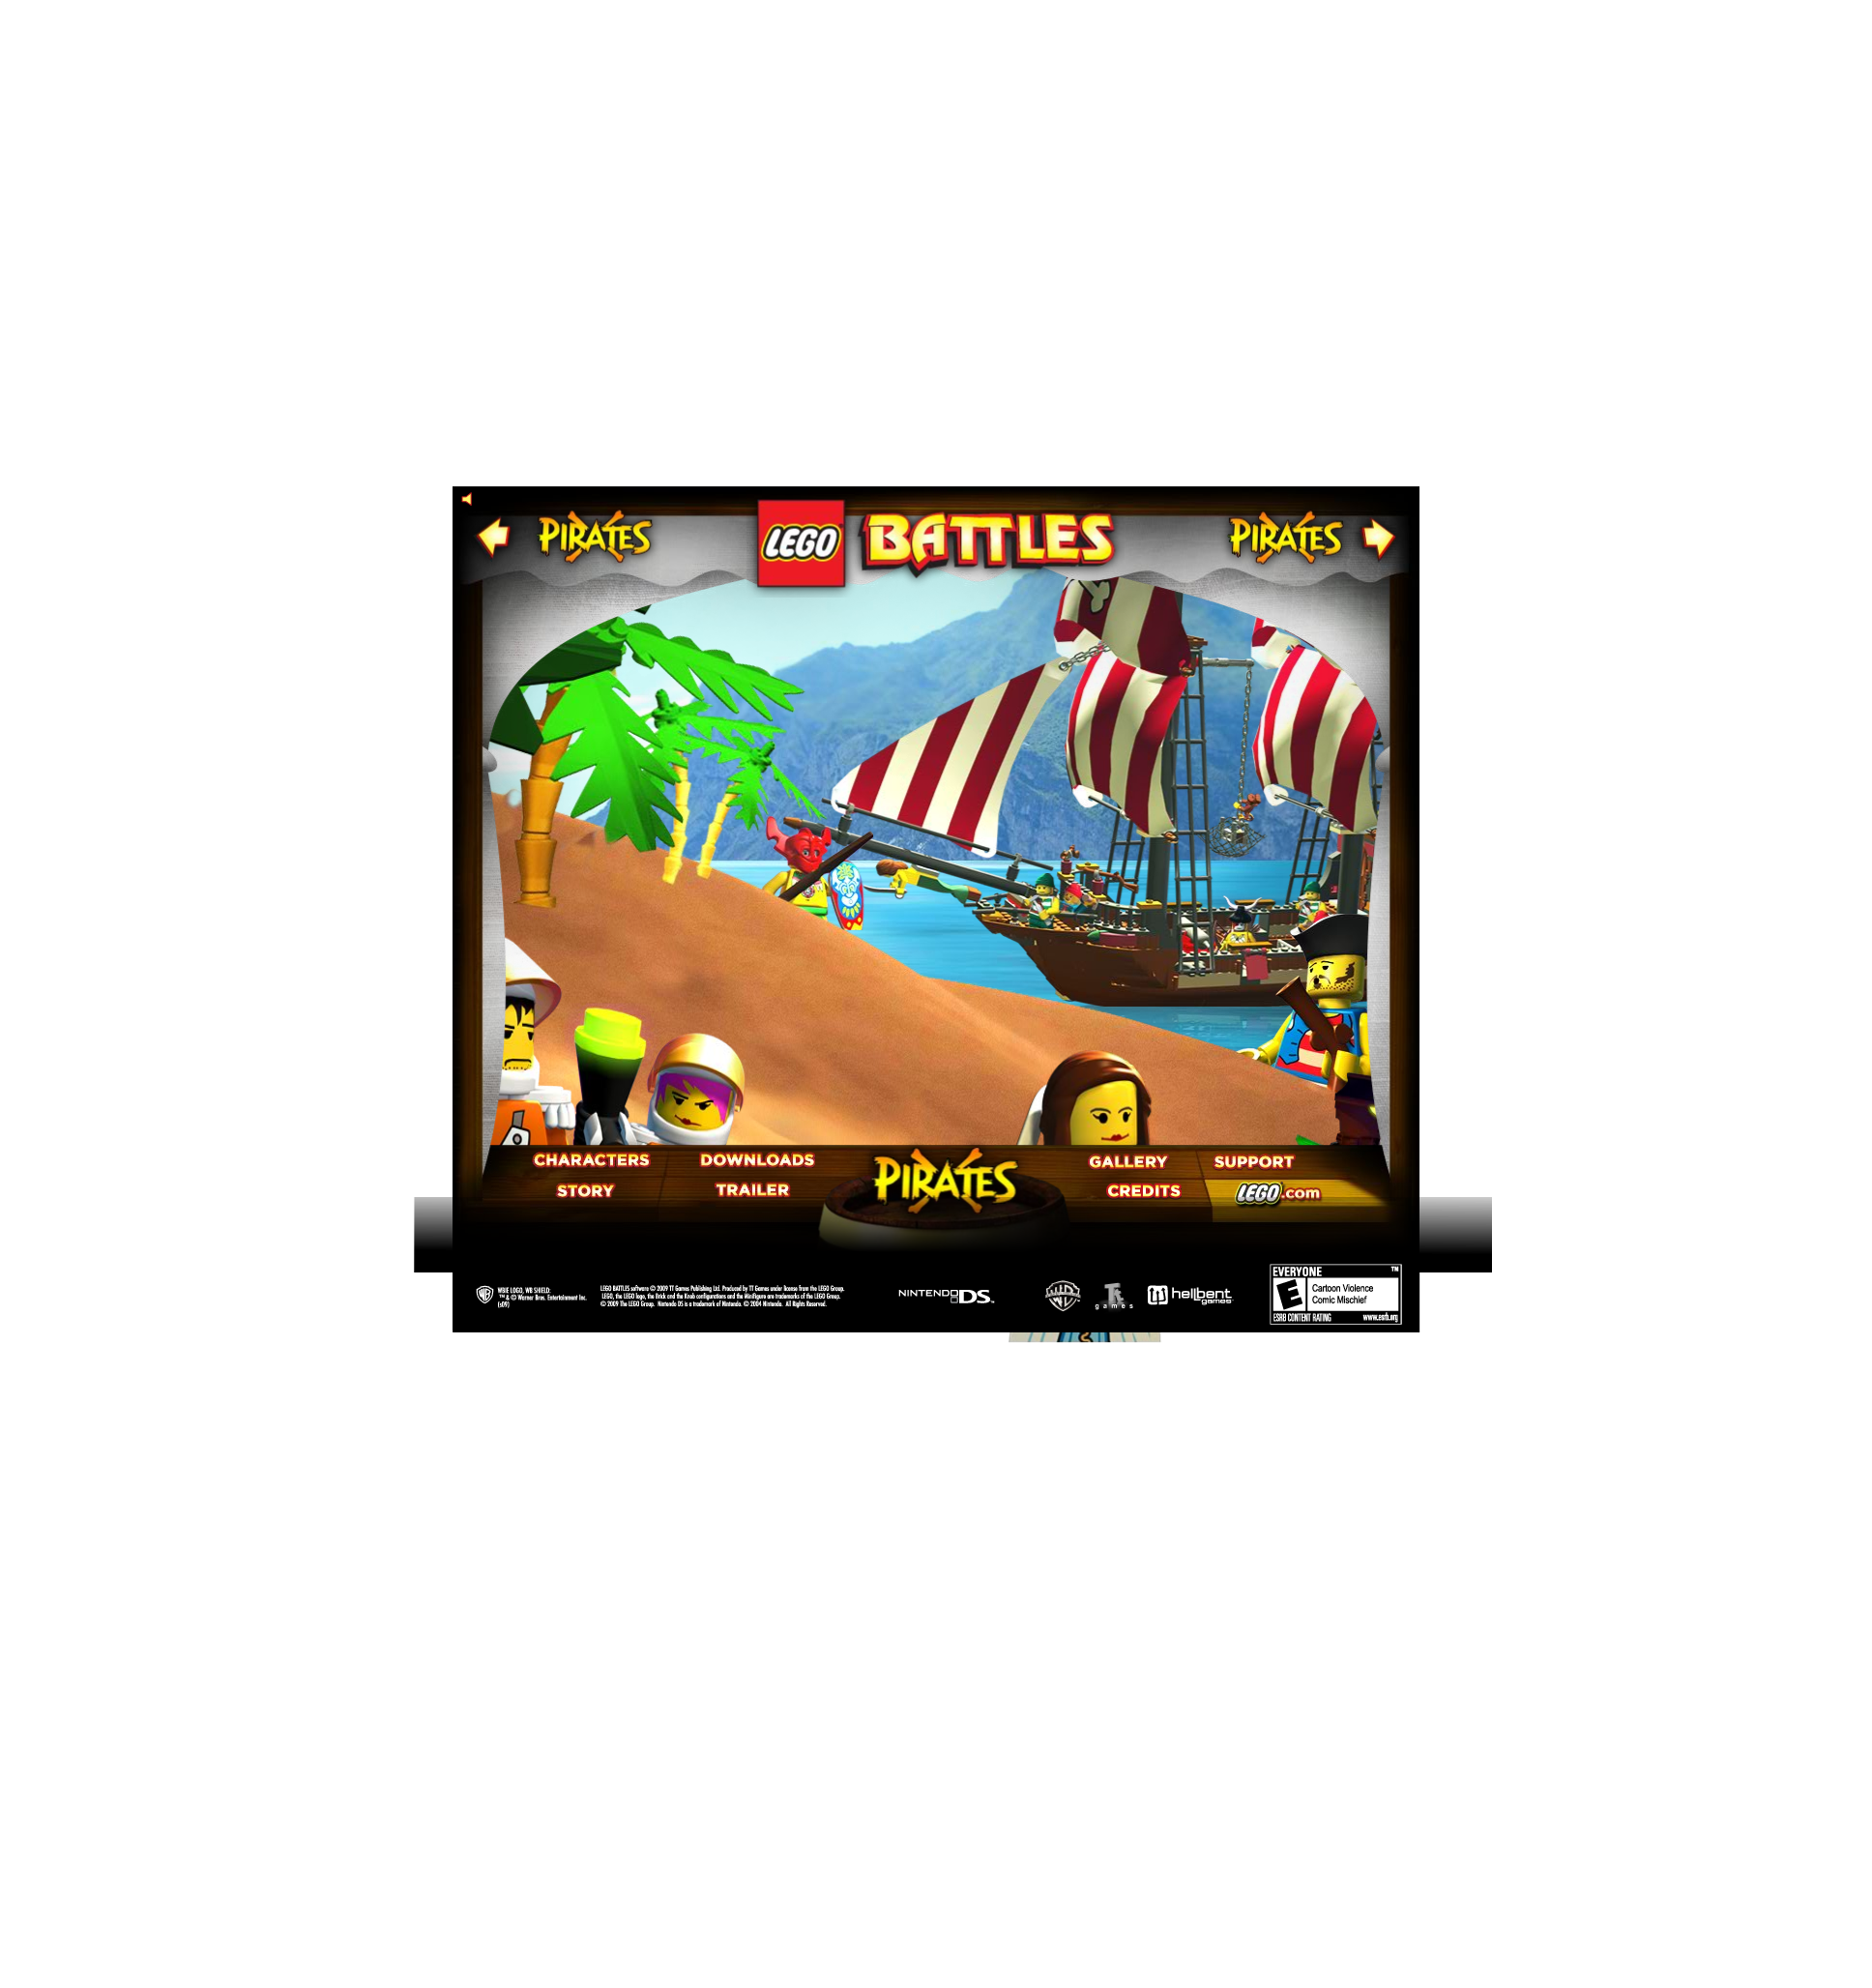 PIRATES
LEGO
BATTLES
PIRATES
CHARACTERS
DOWNLOADS
PIRATES
GALLERY
SUPPORT
STORY
TRAILER
CREDITS
LEGO.com
WBIE LOGO, WB SHIELD:
™ & © Warner Bros. Entertainment Inc.
(s09)
LEGO BATTLES software © 2009 TT Games Publishing Ltd. Produced by TT Games under license from the LEGO Group.
LEGO, the LEGO logo, the Brick and the Knob configurations and the Minifigure are trademarks of the LEGO Group.
© 2009 The LEGO Group. Nintendo DS is a trademark of Nintendo. © 2004 Nintendo. All Rights Reserved.
NINTENDO DS™
games
hellbent
games
EVERYONE ™
E
Cartoon Violence
Comic Mischief
ESRB CONTENT RATING www.esrb.org